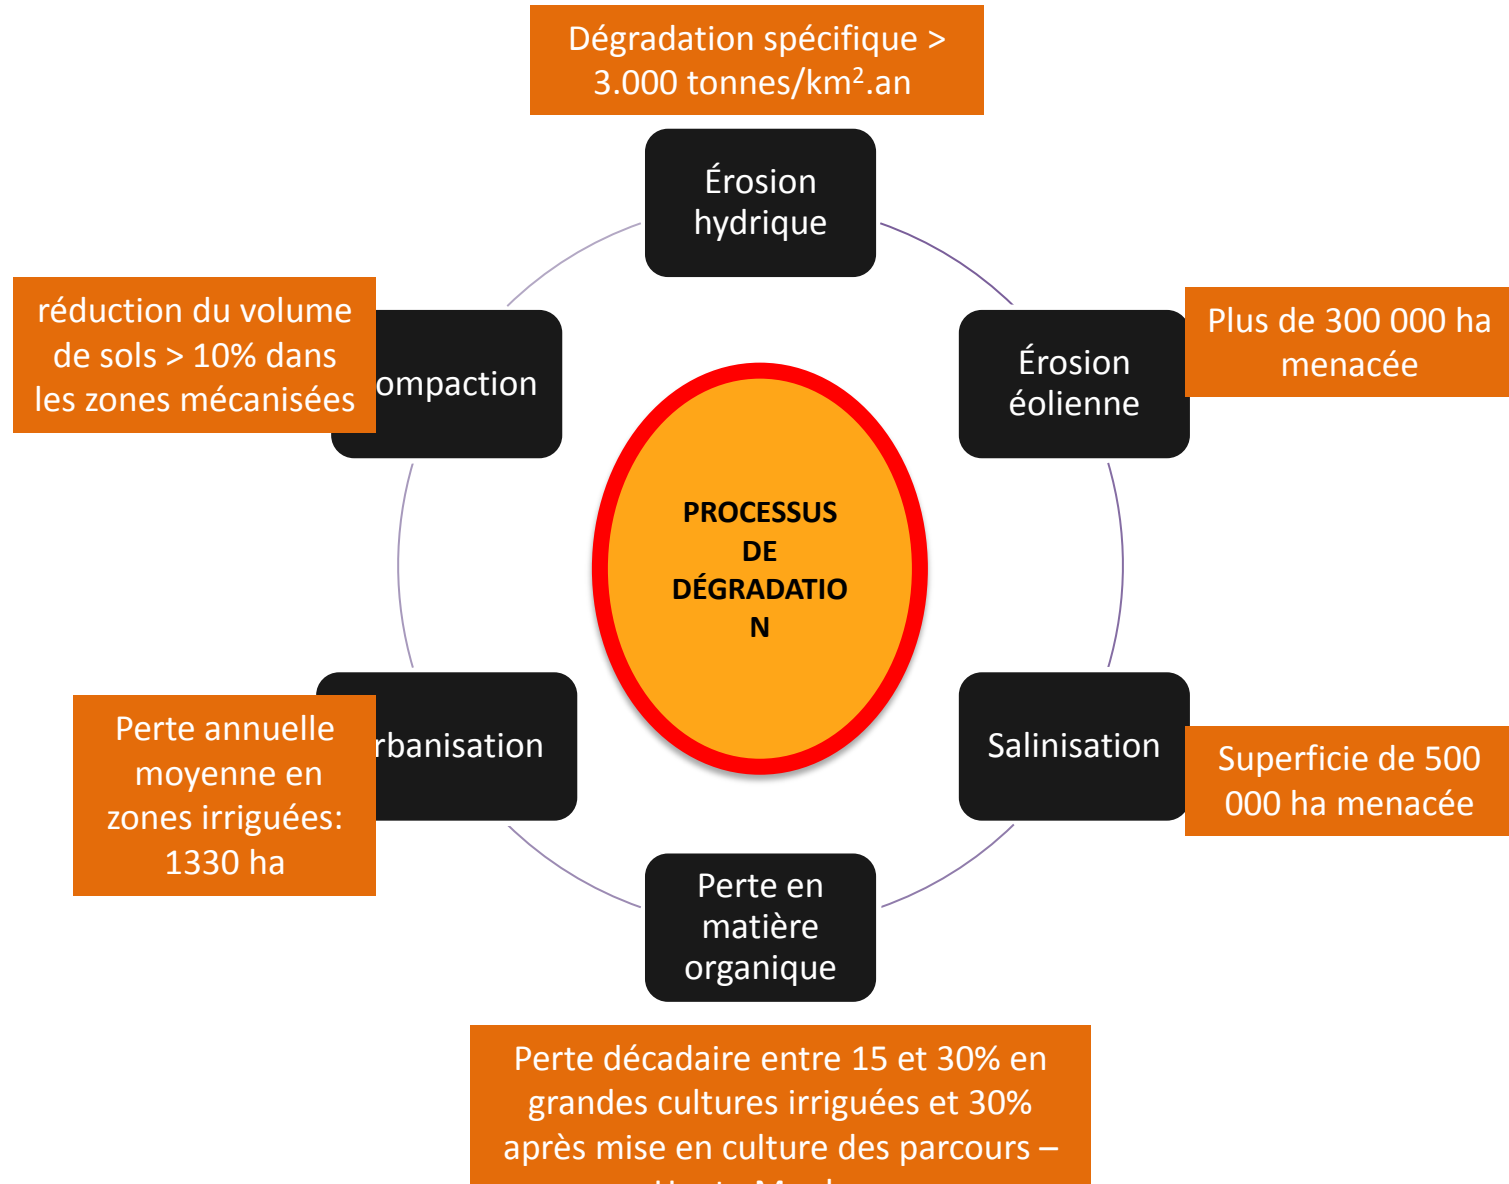 Dégradation spécifique >
3.000 tonnes/km².an
Érosion
hydrique
réduction du volume
de sols > 10% dans
les zones mécanisées
ompaction
Érosion
éolienne
Plus de 300 000 ha
menacée
PROCESSUS
DE
DÉGRADATIO
N
Perte annuelle
moyenne en
zones irriguées:
1330 ha
rbanisation
Salinisation
Superficie de 500
000 ha menacée
Perte en
matière
organique
Perte décadaire entre 15 et 30% en
grandes cultures irriguées et 30%
après mise en culture des parcours –